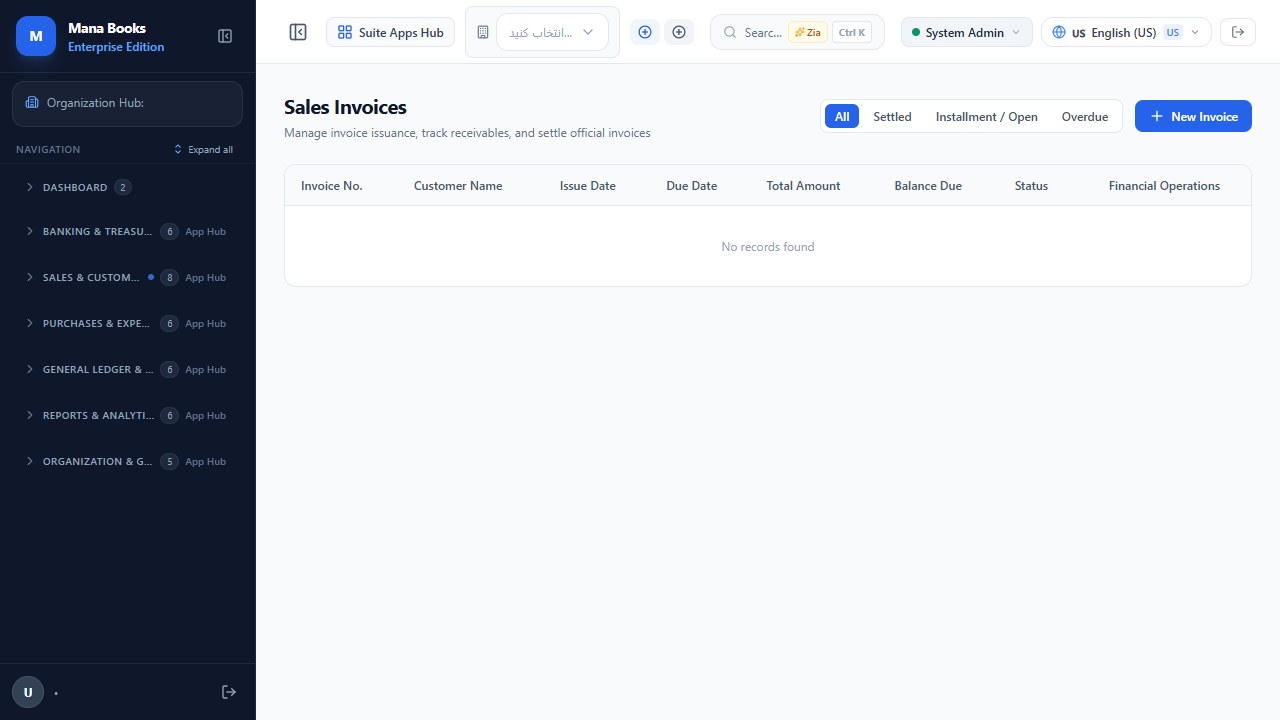 M
Mana Books
Enterprise Edition
Organization Hub:
NAVIGATION
Expand all
DASHBOARD 2
BANKING & TREASU... 6 App Hub
SALES & CUSTOM... 8 App Hub
PURCHASES & EXPE... 6 App Hub
GENERAL LEDGER & ... 6 App Hub
REPORTS & ANALYTI... 6 App Hub
ORGANIZATION & G... 5 App Hub
U
Suite Apps Hub
انتخاب کنید...
Searc... Zia Ctrl K
System Admin
US English (US) US
Sales Invoices
Manage invoice issuance, track receivables, and settle official invoices
All Settled Installment / Open Overdue
New Invoice
Invoice No. Customer Name Issue Date Due Date Total Amount Balance Due Status Financial Operations
No records found